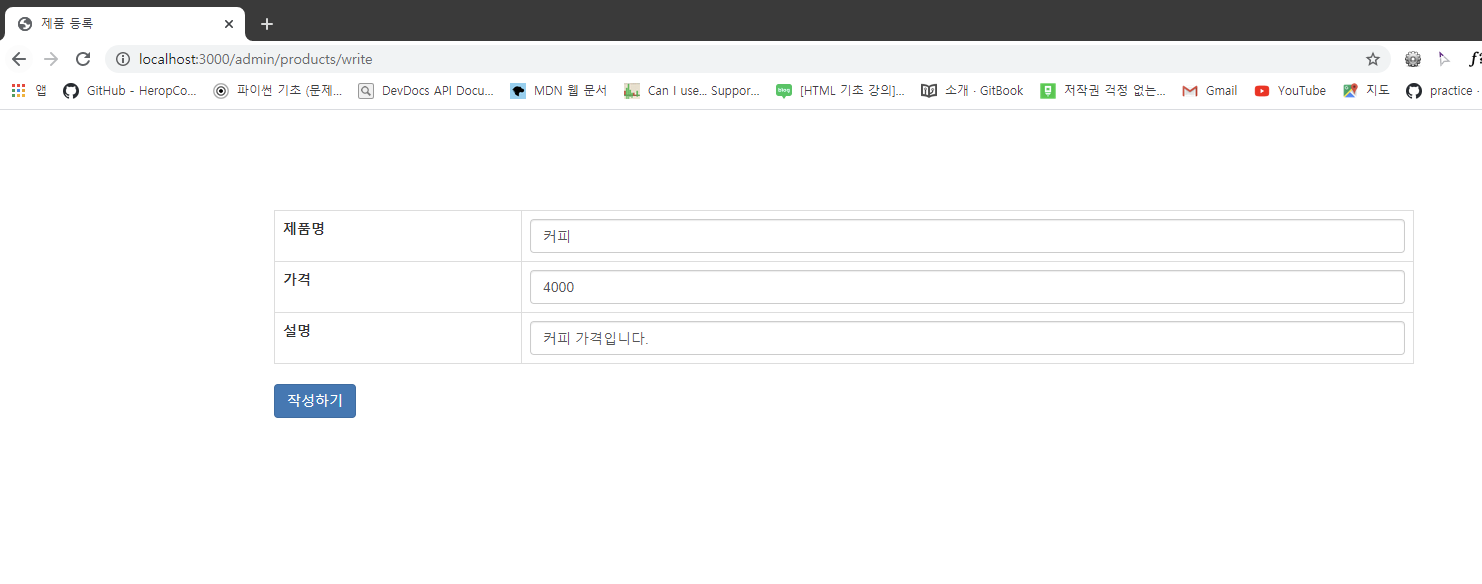 제품 등록
localhost:3000/admin/products/write
앱 GitHub - HeropCo... 파이썬 기초 (문제... DevDocs API Docu... MDN 웹 문서 Can I use... Suppor... [HTML 기초 강의]... 소개 · GitBook 저작권 걱정 없는... Gmail YouTube 지도 practice ·
제품명 커피
가격 4000
설명 커피 가격입니다.
작성하기